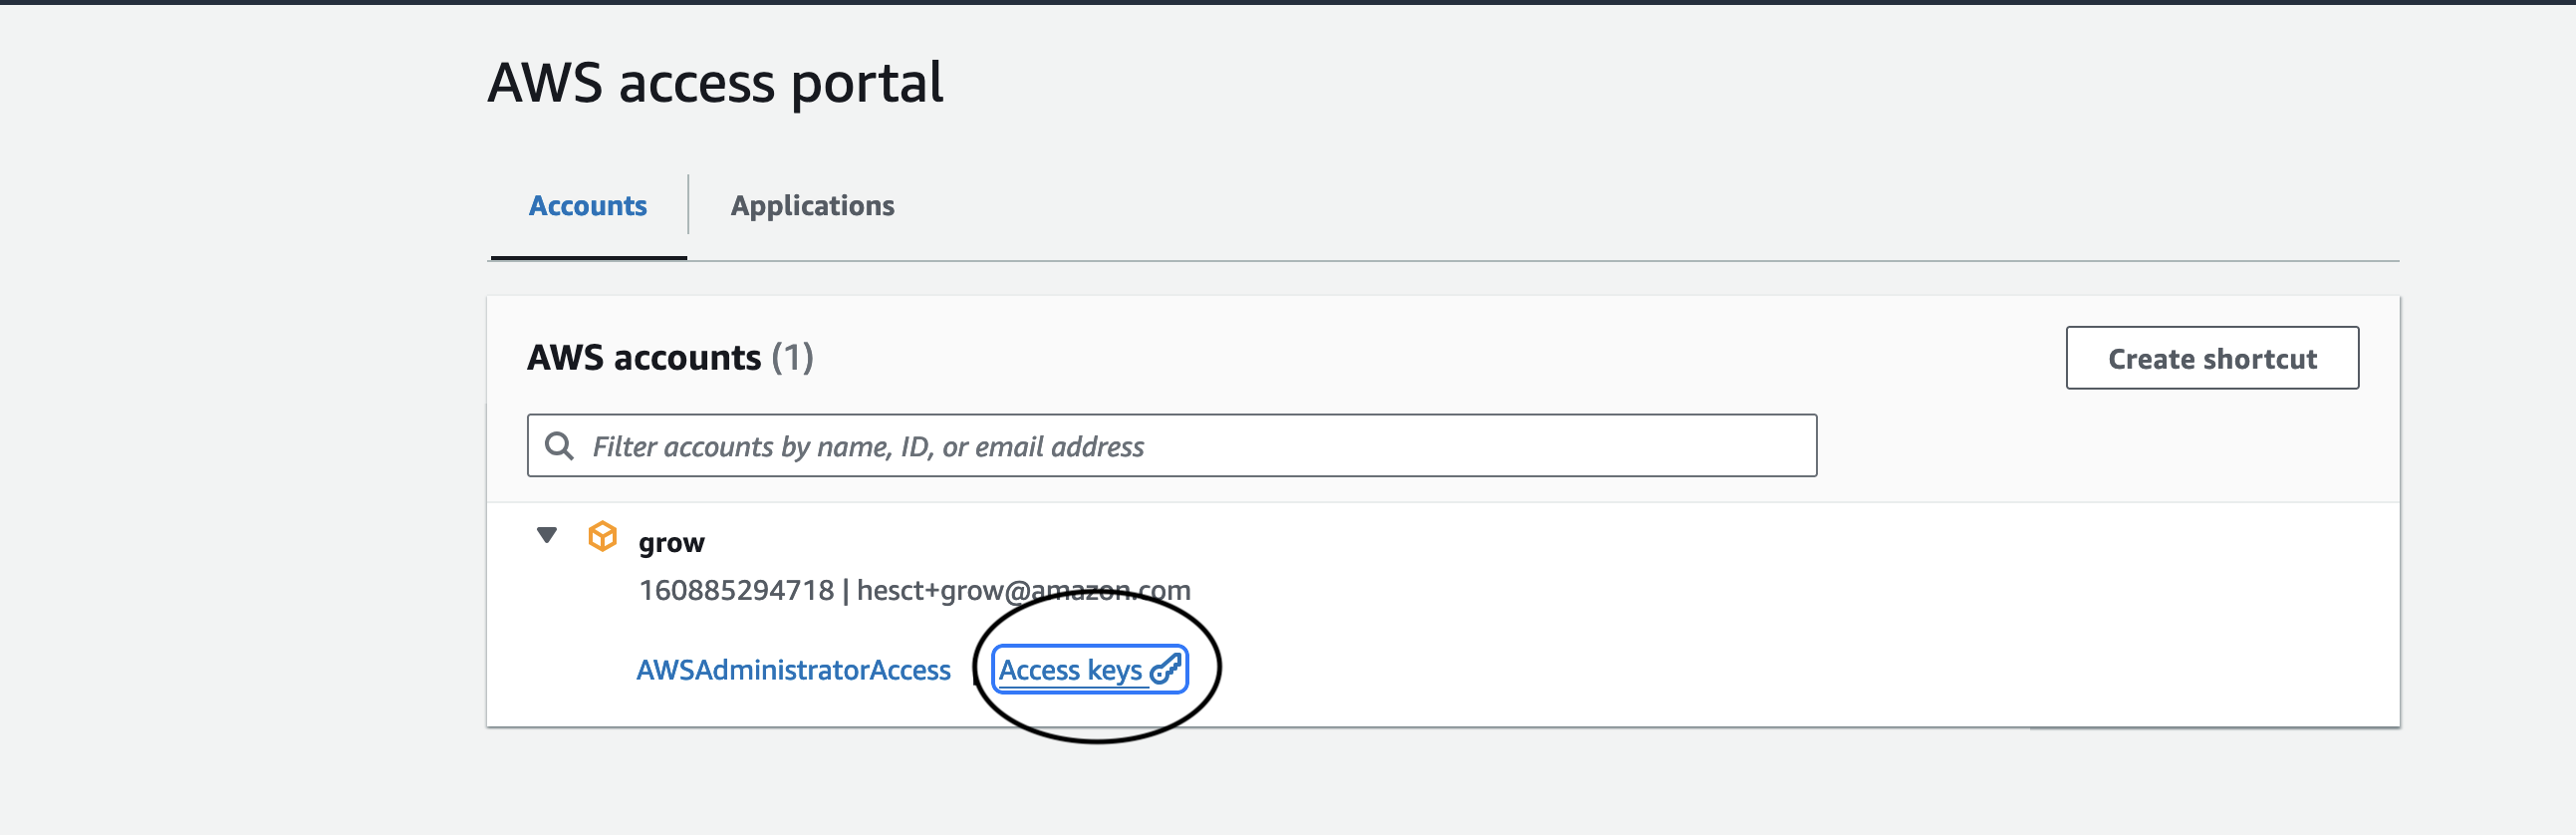 AWS access portal
Accounts
Applications
AWS accounts (1)
Create shortcut
Filter accounts by name, ID, or email address
grow
160885294718 | hesct+grow@amazon.com
AWSAdministratorAccess | Access keys